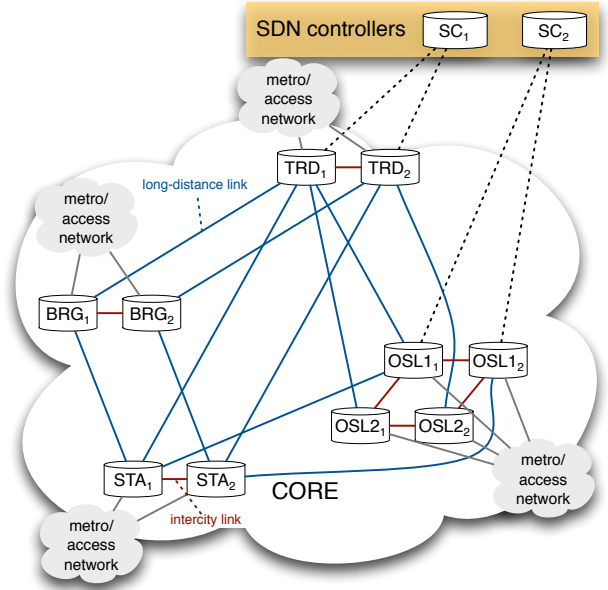 SDN controllers
SC₁
SC₂
metro/
access
network
TRD₁
TRD₂
long-distance link
metro/
access
network
BRG₁
BRG₂
OSL1₁
OSL1₂
OSL2₁
OSL2₂
STA₁
STA₂
CORE
intercity link
metro/
access
network
metro/
access
network